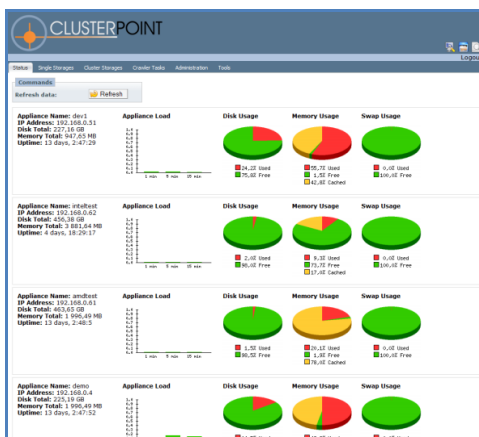 CLUSTERPOINT
Logou
Status Single Storages Cluster Storages Crawler Tasks Administration Tools
Commands
Refresh data: Refresh
Appliance Name: dev1 Appliance Load Disk Usage Memory Usage Swap Usage
IP Address: 192.168.0.51
Disk Total: 227,16 GB
Memory Total: 947,65 MB
Uptime: 13 days, 2:47:29
1 min 5 min 15 min
24,2% Used 55,7% Used 0,0% Used
75,8% Free 1,5% Free 100,0% Free
42,8% Cached
Appliance Name: inteltest Appliance Load Disk Usage Memory Usage Swap Usage
IP Address: 192.168.0.62
Disk Total: 456,38 GB
Memory Total: 3 881,64 MB
Uptime: 4 days, 18:29:17
1 min 5 min 15 min
2,0% Used 9,3% Used 0,0% Used
98,0% Free 73,7% Free 100,0% Free
17,0% Cached
Appliance Name: amdtest Appliance Load Disk Usage Memory Usage Swap Usage
IP Address: 192.168.0.61
Disk Total: 463,65 GB
Memory Total: 1 996,49 MB
Uptime: 13 days, 2:48:5
1 min 5 min 15 min
1,5% Used 20,1% Used 0,0% Used
98,5% Free 1,9% Free 100,0% Free
78,0% Cached
Appliance Name: demo Appliance Load Disk Usage Memory Usage Swap Usage
IP Address: 192.168.0.4
Disk Total: 225,19 GB
Memory Total: 1 996,49 MB
Uptime: 13 days, 2:47:52